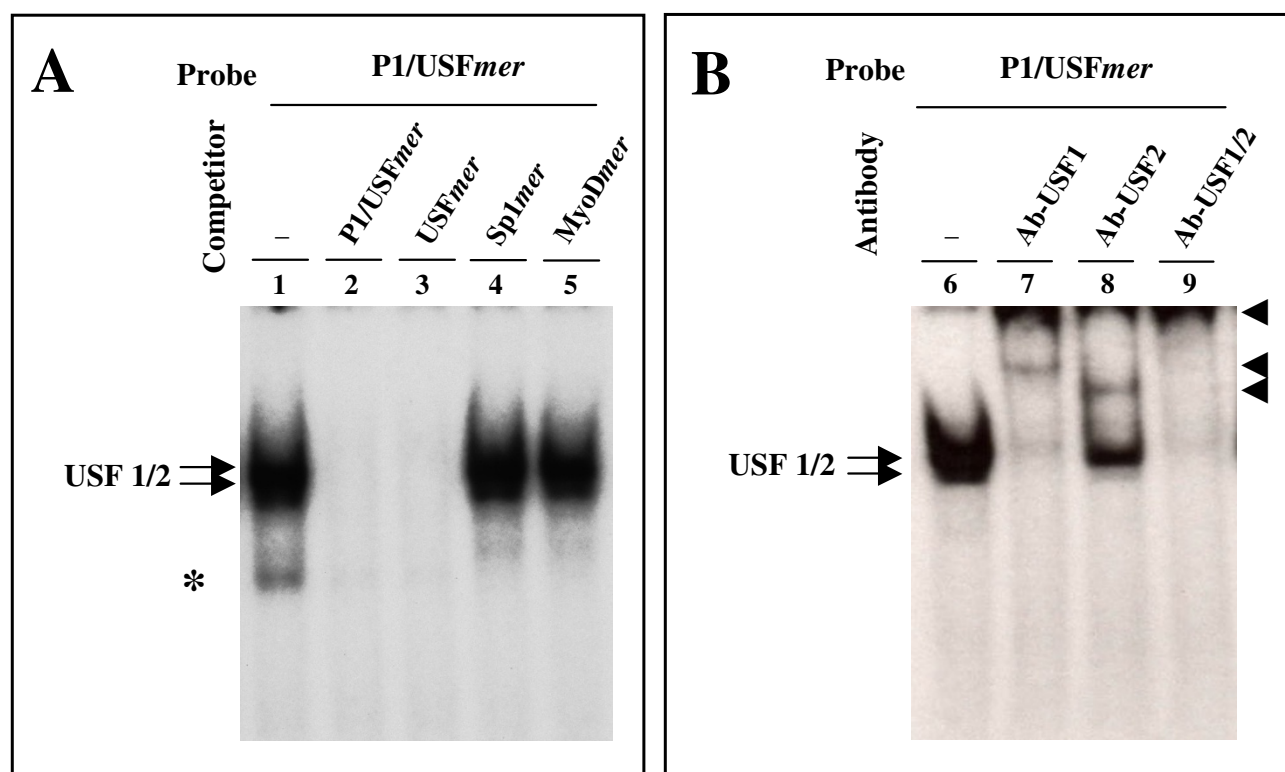 A
Probe
P1/USFmer
Competitor
–
P1/USFmer
USFmer
Sp1mer
MyoDmer
1 2 3 4 5
USF 1/2
*
B
Probe
P1/USFmer
Antibody
–
Ab-USF1
Ab-USF2
Ab-USF1/2
6 7 8 9
USF 1/2